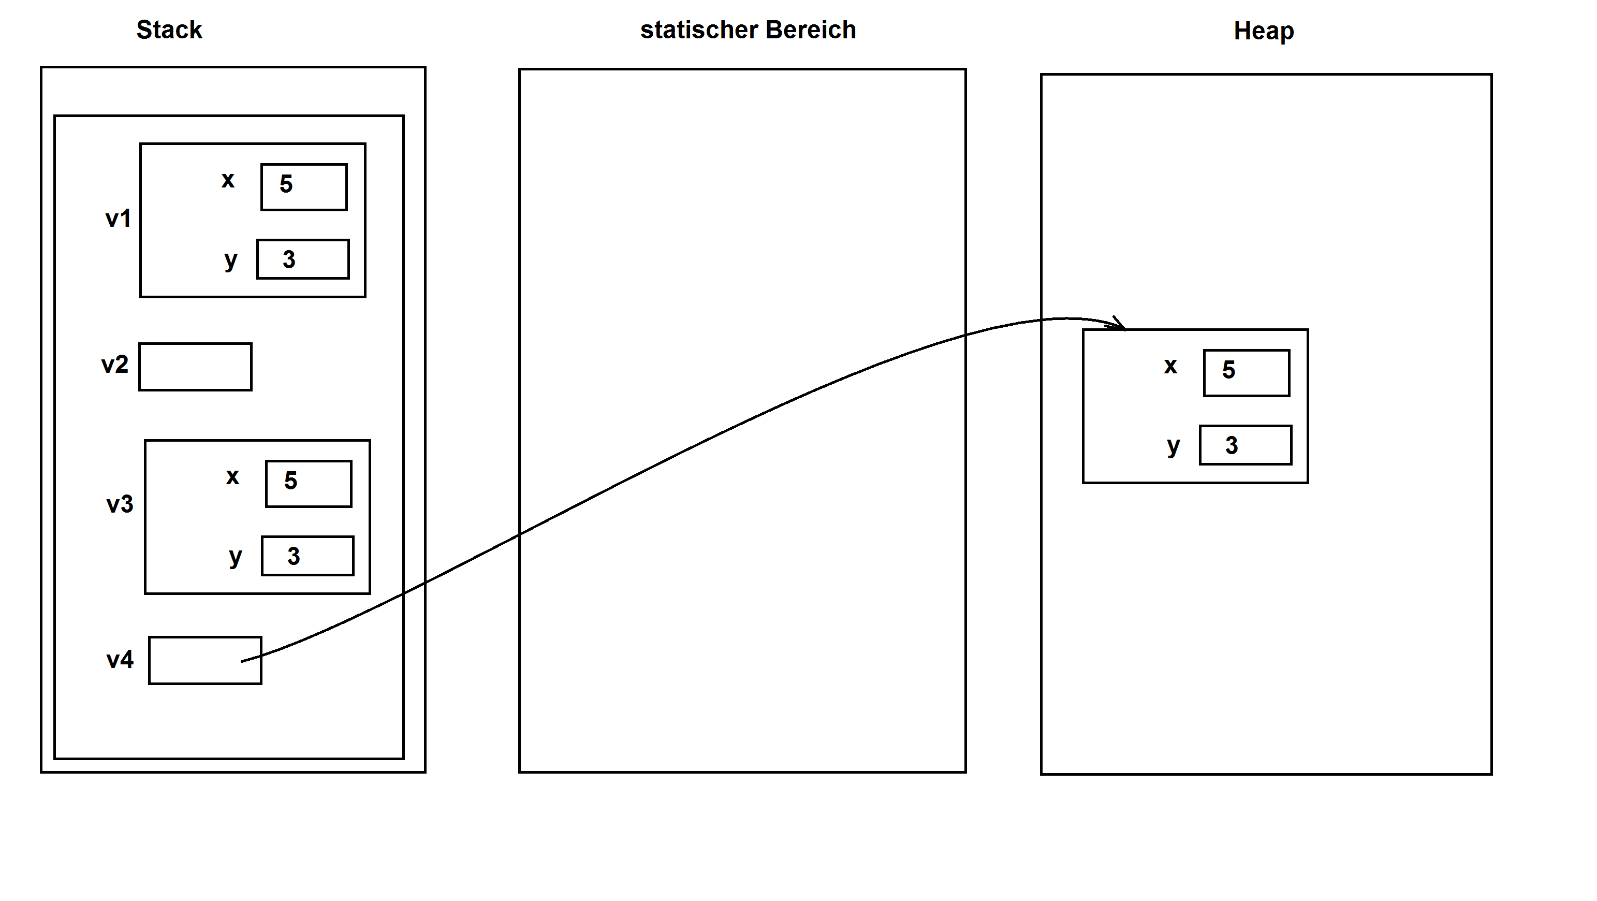 Stack
statischer Bereich
Heap
v1
x 5
y 3
v2
v3
x 5
y 3
v4
x 5
y 3